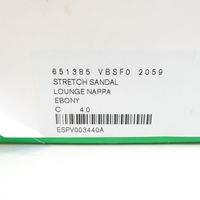 651385 VBSF0 2059
STRETCH SANDAL
LOUNGE NAPPA
EBONY
C 40
ESPV003440A